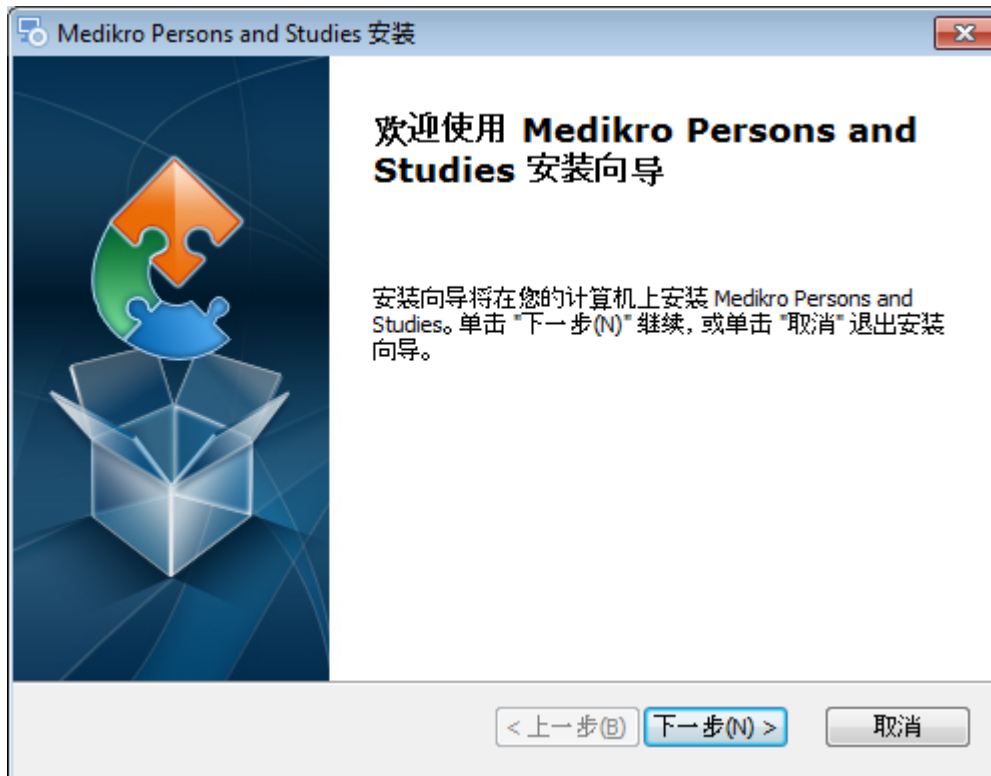 Medikro Persons and Studies 安装
欢迎使用 Medikro Persons and
Studies 安装向导
安装向导将在您的计算机上安装 Medikro Persons and
Studies。单击 "下一步(N)" 继续, 或单击 "取消" 退出安装
向导。
< 上一步(B) 下一步(N) > 取消